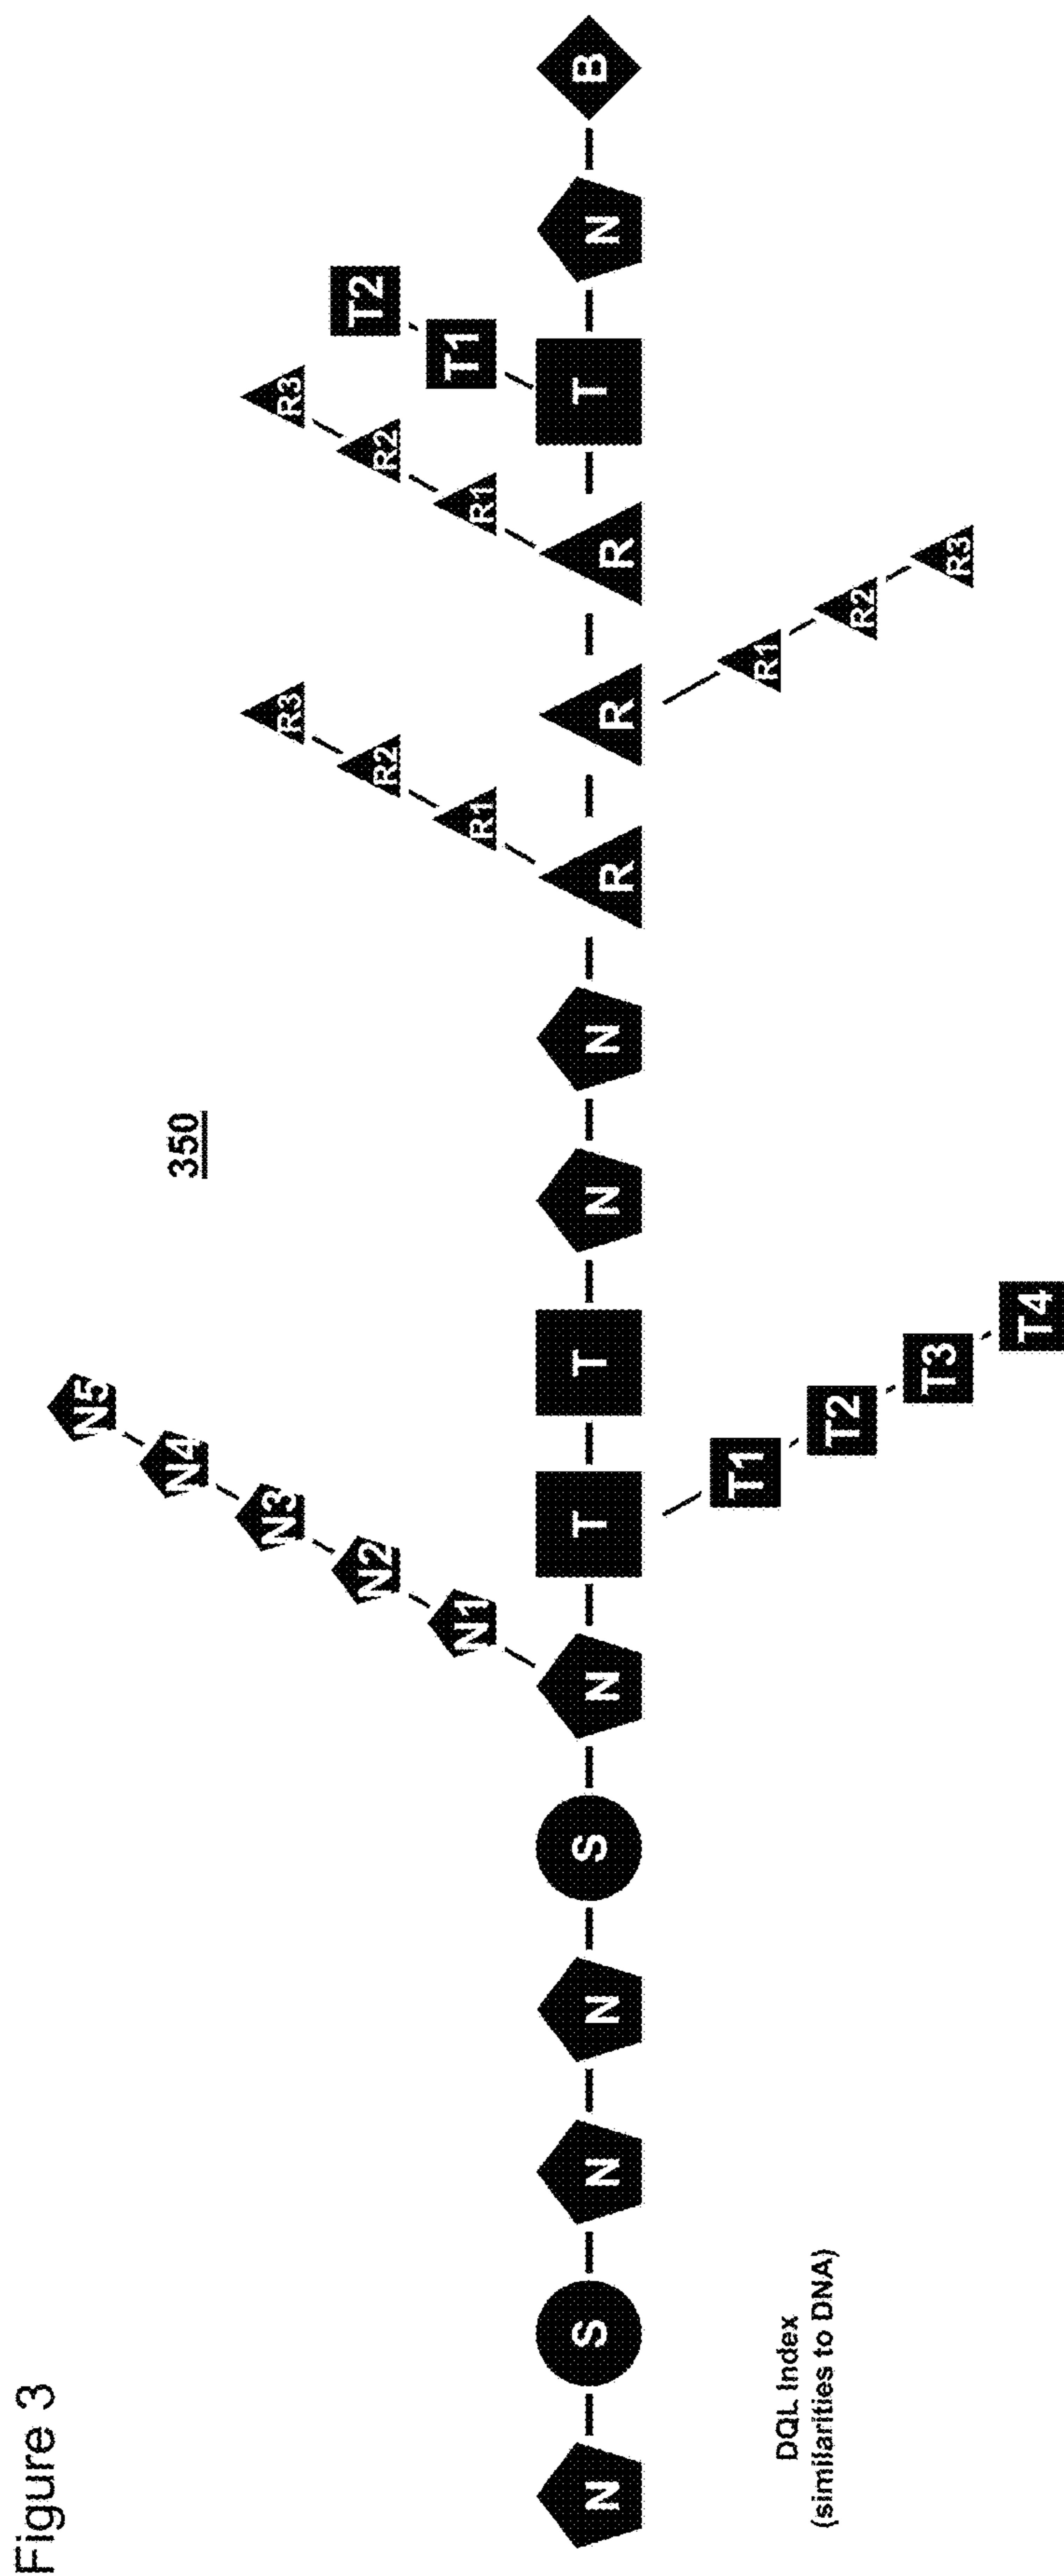 Figure 3
N5
N4
350
N3 R3 R3
N2 R2 R2 T2
N1 R1 R1 T1
N S N N S N T T N N R R R T N B
T1 R1
DQL Index
(similarities to DNA)
T2 R2
T3 R3
T4